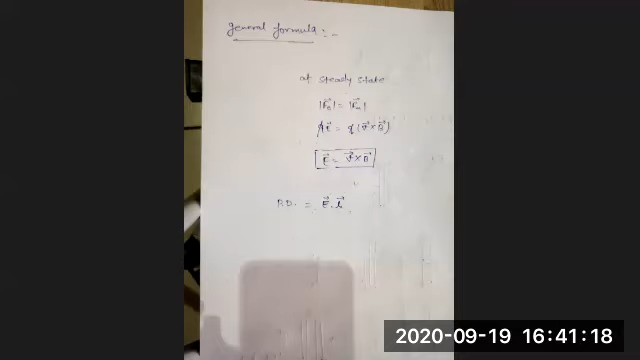 general formula :-
at steady state
|F⃗e| = |F⃗m|
qE⃗ = q(v⃗×B⃗)
E⃗ = v⃗×B⃗
P.D. = E⃗.l⃗
2020-09-19 16:41:18